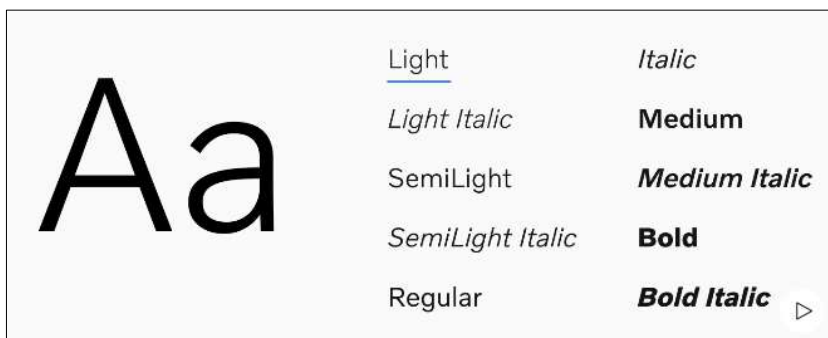 Aa
Light
Light Italic
SemiLight
SemiLight Italic
Regular
Italic
Medium
Medium Italic
Bold
Bold Italic